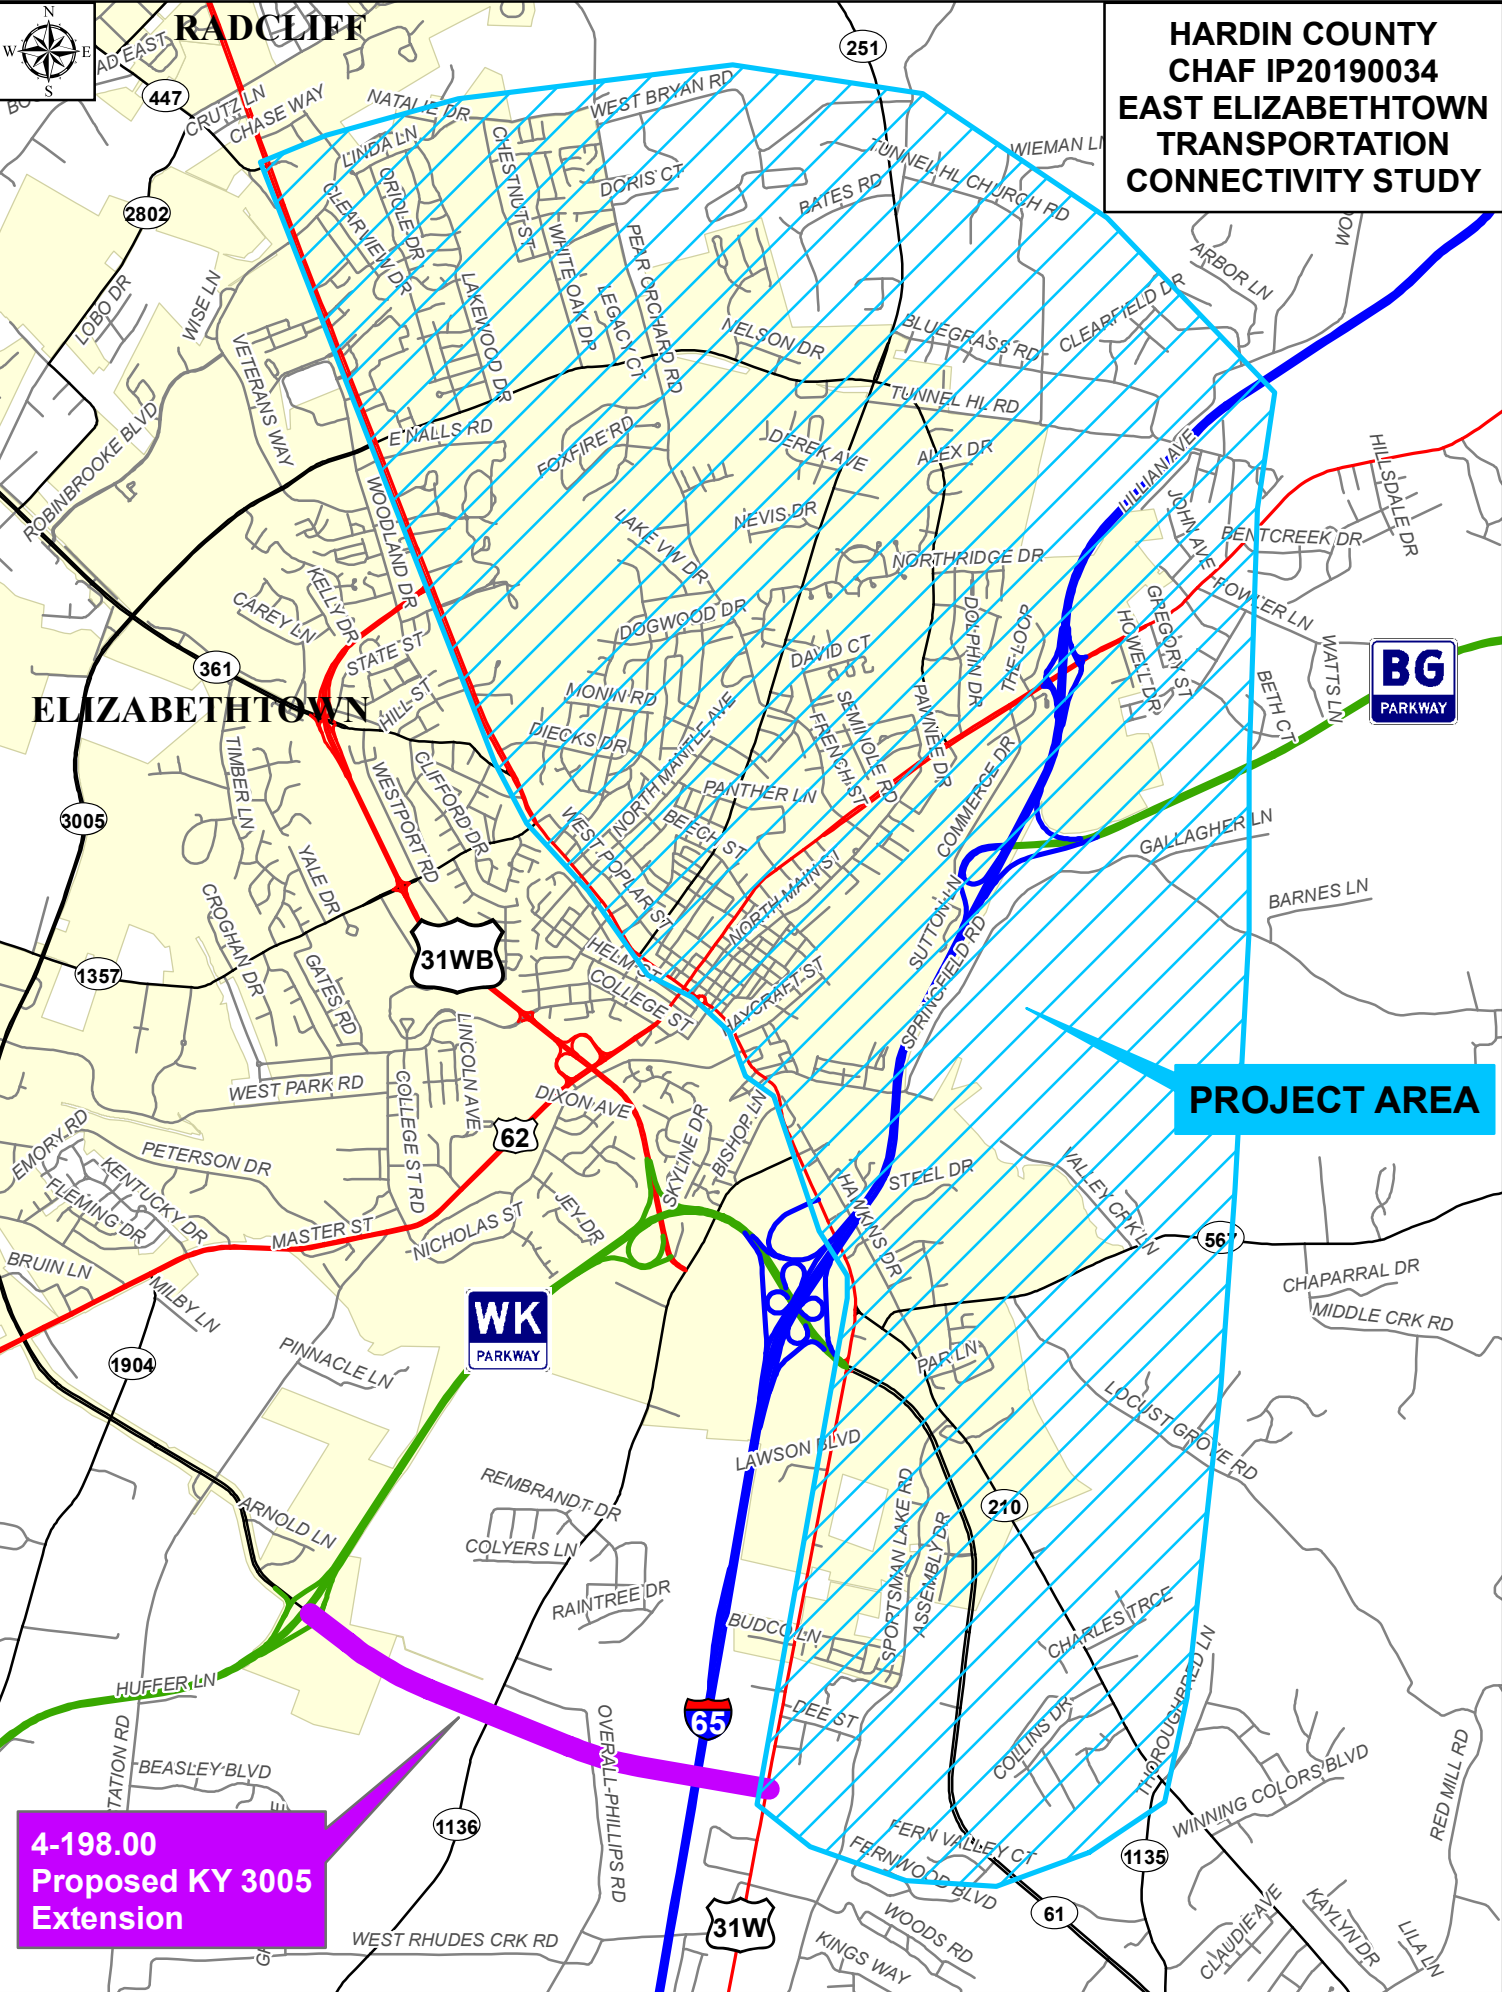 N
W
E
S
RADCLIFF
HARDIN COUNTY
CHAF IP20190034
EAST ELIZABETHTOWN
TRANSPORTATION
CONNECTIVITY STUDY
251
AD EAST
447
CRUTZ LN
CHASE WAY
NATALIE DR
WEST BRYAN RD
LINDA LN
CHESTNUT ST
DORIS CT
BATES RD
TUNNEL HL CHURCH RD
WIEMAN LN
2802
CLEARVIEW DR
ORIOLE DR
WHITE OAK DR
PEAR ORCHARD RD
ARBOR LN
LOBO DR
WISE LN
LAKEWOOD DR
LEGACY CT
NELSON DR
BLUEGRASS RD
CLEARFIELD DR
VETERANS WAY
TUNNEL HL RD
E NALLS RD
FOXFIRE RD
DEREK AVE
ALEX DR
LILLIAN AVE
HILLSDALE DR
ROBINBROOKE BLVD
WOODLAND DR
LAKE VW DR
NEVIS DR
JOHN AVE
BENTCREEK DR
NORTHRIDGE DR
CAREY LN
KELLY DR
STATE ST
DOGWOOD DR
DAVID CT
DOLPHIN DR
THE LOOP
HOWELL DR
GREGORY ST
FOWLER LN
WATTS LN
BETH CT
361
BG
PARKWAY
ELIZABETHTOWN
HILL ST
MONIN RD
DIECKS DR
NORTH MANTLE AVE
SEMINOLE RD
FRENCH ST
PAWNEE DR
TIMBER LN
WESTPORT RD
CLIFFORD DR
PANTHER LN
BEECH ST
COMMERCE DR
3005
GALLAGHER LN
WEST POPLAR ST
NORTH MAIN ST
YALE DR
CROGHAN DR
BARNES LN
SUTTON LN
SPRINGFIELD RD
31WB
1357
GATES RD
HELM ST
COLLEGE ST
HAYCRAFT ST
LINCOLN AVE
WEST PARK RD
COLLEGE ST RD
DIXON AVE
PROJECT AREA
62
SKYLINE DR
BISHOP LN
EMORY RD
PETERSON DR
KENTUCKY DR
FLEMING DR
HAWKINS DR
STEEL DR
VALLEY CRK LN
567
MASTER ST
NICHOLAS ST
JEY DR
BRUIN LN
MILBY LN
CHAPARRAL DR
MIDDLE CRK RD
WK
PARKWAY
1904
PINNACLE LN
PAR LN
LOCUST GROVE RD
LAWSON BLVD
REMBRANDT DR
ARNOLD LN
COLYERS LN
210
SPORTSMAN LAKE RD
ASSEMBLY DR
RAINTREE DR
BUDCO LN
CHARLES TRCE
HUFFER LN
65
DEE ST
COLLINS DR
THOROUGHBRED LN
OVERALL-PHILLIPS RD
TATION RD
BEASLEY BLVD
WINNING COLORS BLVD
RED MILL RD
4-198.00
Proposed KY 3005
Extension
1136
FERN VALLEY CT
FERNWOOD BLVD
1135
31W
61
WOODS RD
KINGS WAY
WEST RHUDES CRK RD
CLAUDIE AVE
KAYLYN DR
LILA LN